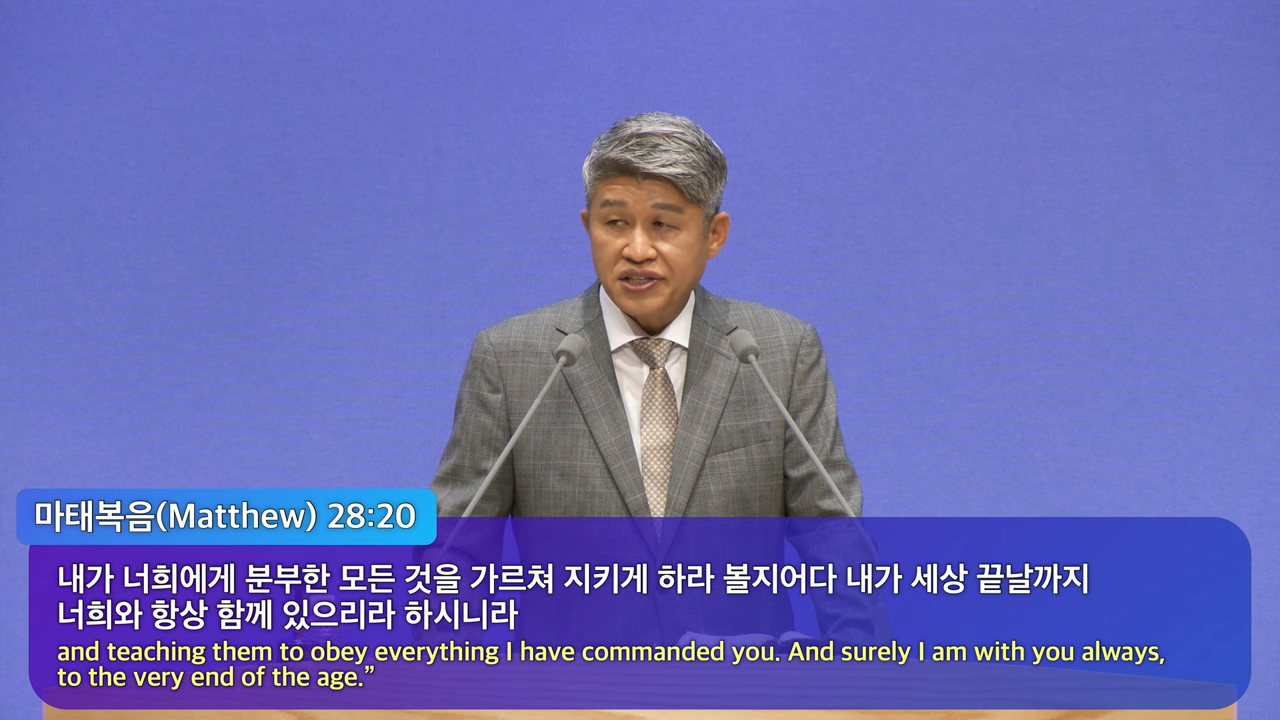 마태복음(Matthew) 28:20
내가 너희에게 분부한 모든 것을 가르쳐 지키게 하라 볼지어다 내가 세상 끝날까지
너희와 항상 함께 있으리라 하시니라
and teaching them to obey everything I have commanded you. And surely I am with you always,
to the very end of the age.”